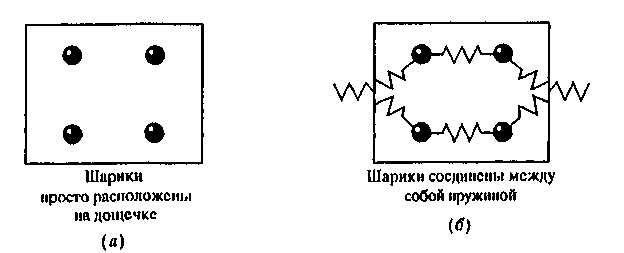 Шарики
просто расположены
на дощечке
(а)
Шарики соединены между
собой пружиной
(б)